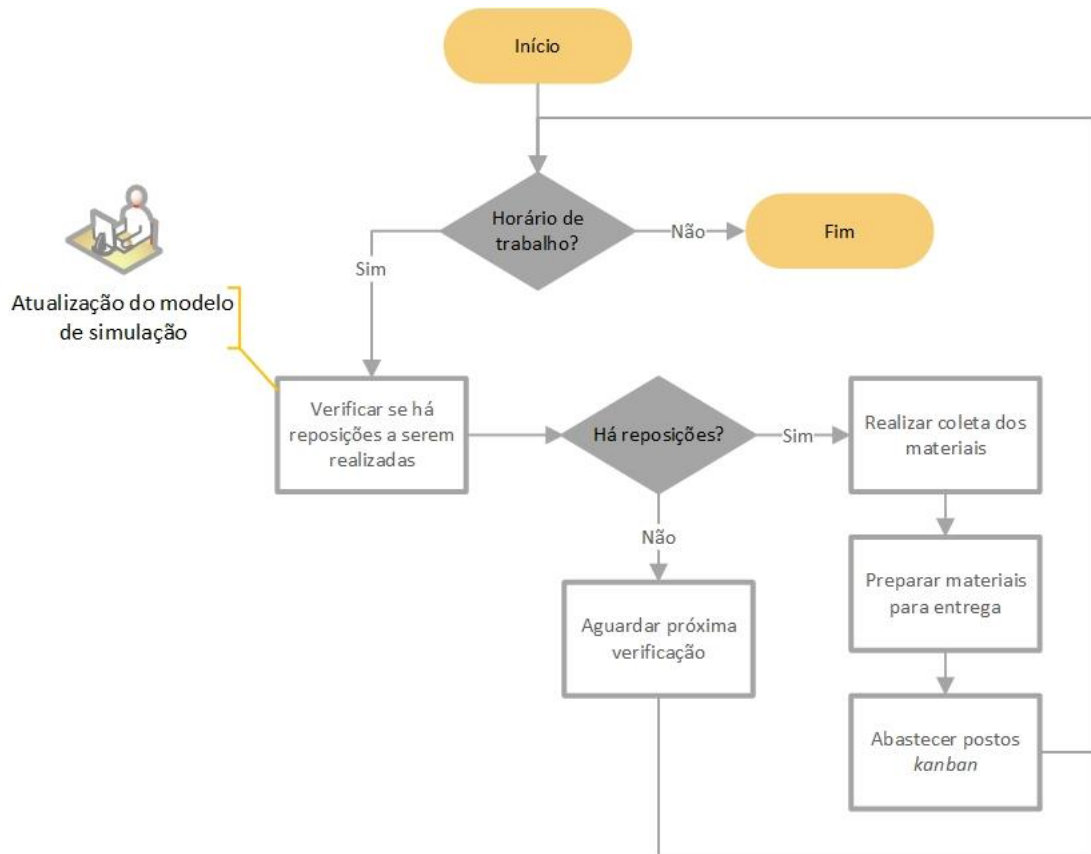 Início
Horário de
trabalho?
Não
Fim
Sim
Atualização do modelo
de simulação
Verificar se há
reposições a serem
realizadas
Há reposições?
Sim
Realizar coleta dos
materiais
Não
Preparar materiais
para entrega
Aguardar próxima
verificação
Abastecer postos
kanban